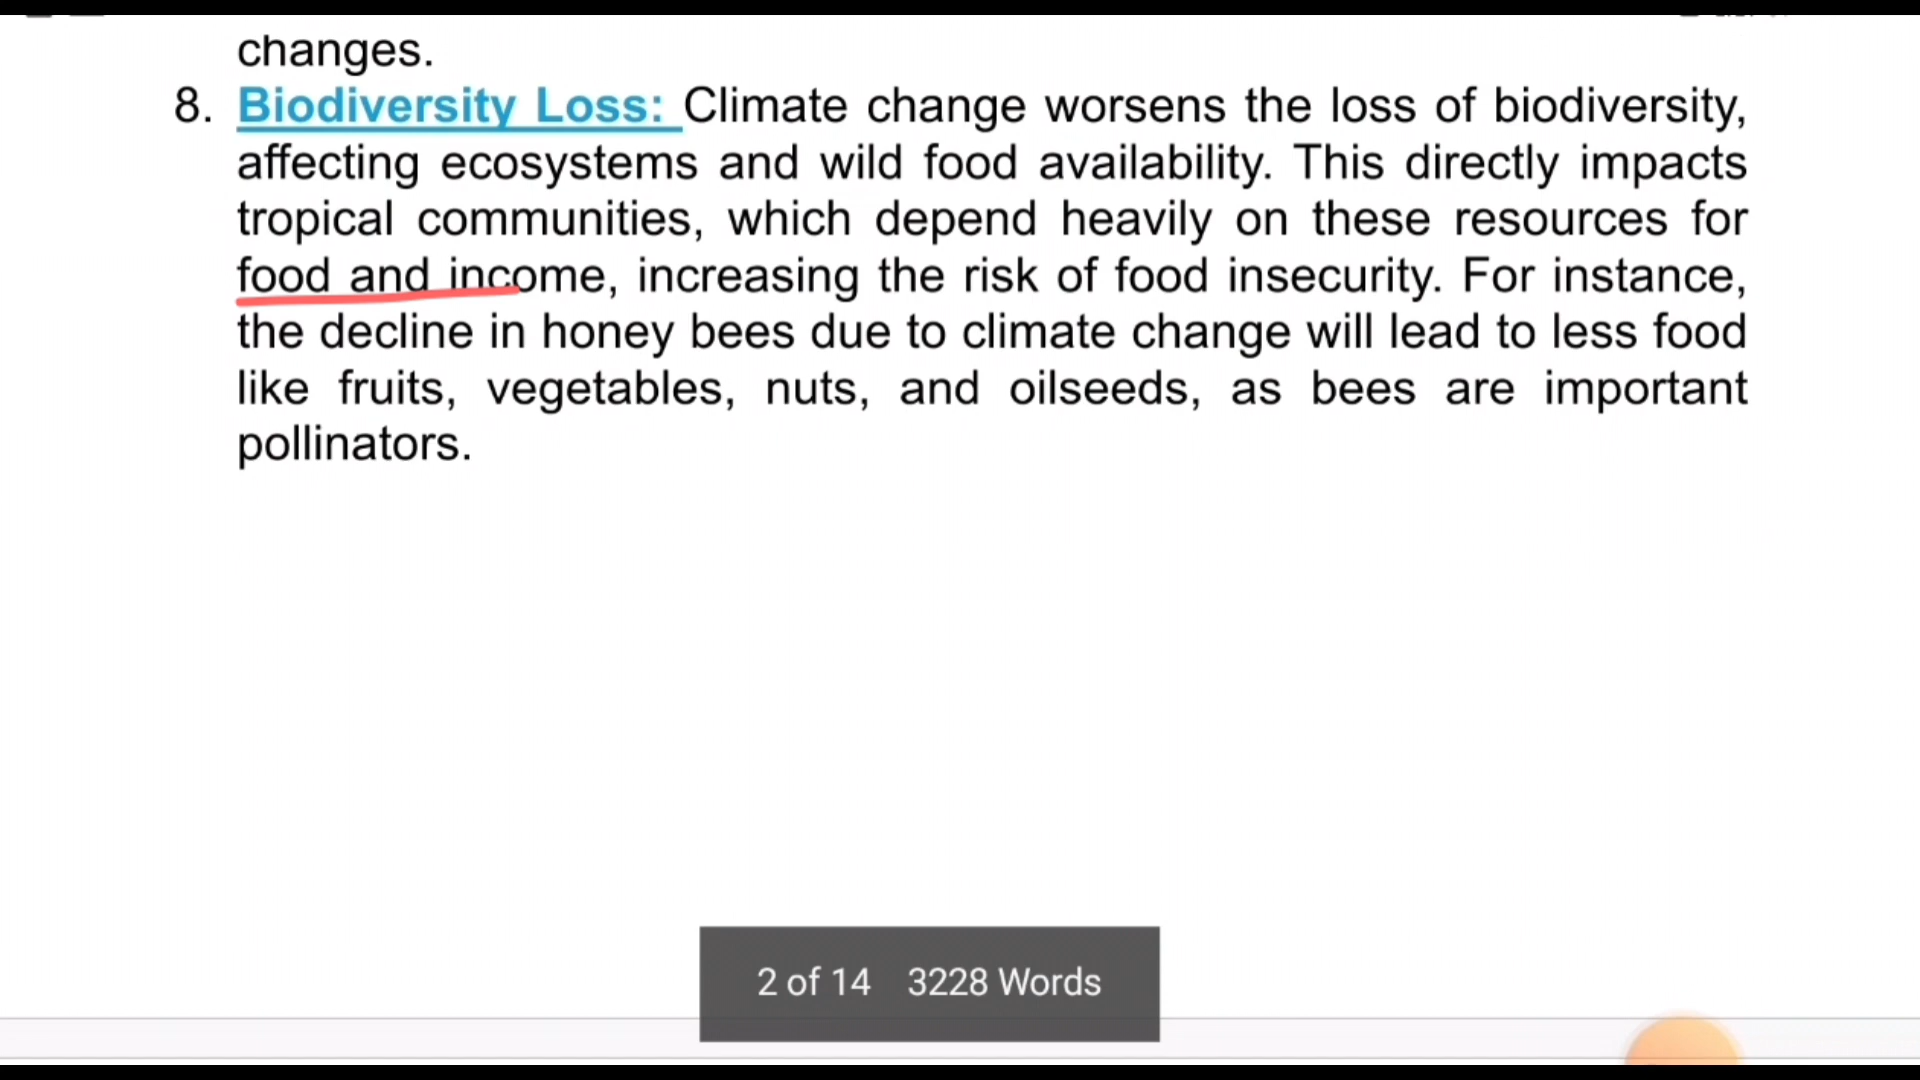 changes.
8. Biodiversity Loss: Climate change worsens the loss of biodiversity,
affecting ecosystems and wild food availability. This directly impacts
tropical communities, which depend heavily on these resources for
food and income, increasing the risk of food insecurity. For instance,
the decline in honey bees due to climate change will lead to less food
like fruits, vegetables, nuts, and oilseeds, as bees are important
pollinators.
2 of 14 3228 Words